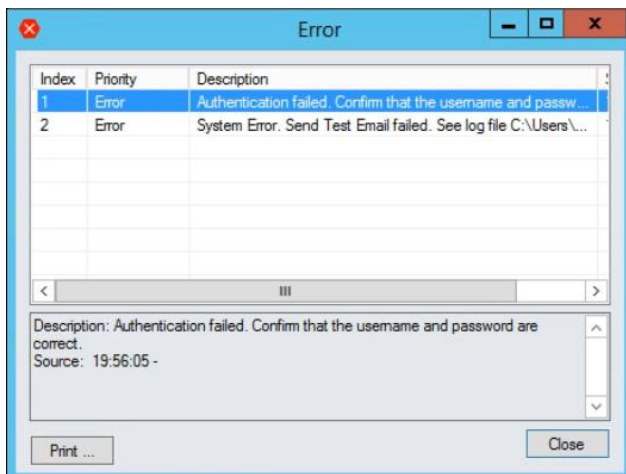 Error
Index Priority Description
1 Error Authentication failed. Confirm that the username and passw...
2 Error System Error. Send Test Email failed. See log file C:\Users\...
Description: Authentication failed. Confirm that the username and password are
correct.
Source: 19:56:05 -
Print ...
Close